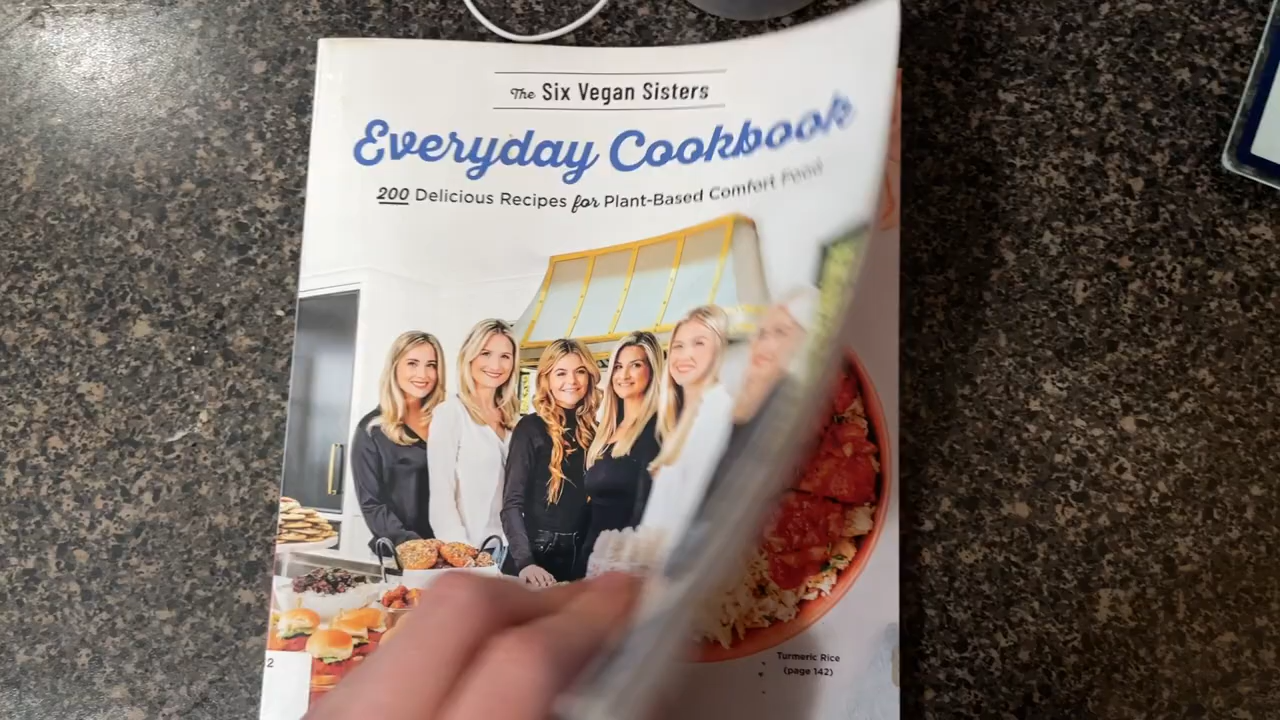 The Six Vegan Sisters
Everyday Cookbook
200 Delicious Recipes for Plant-Based Comfort Food
2
Turmeric Rice
(page 142)